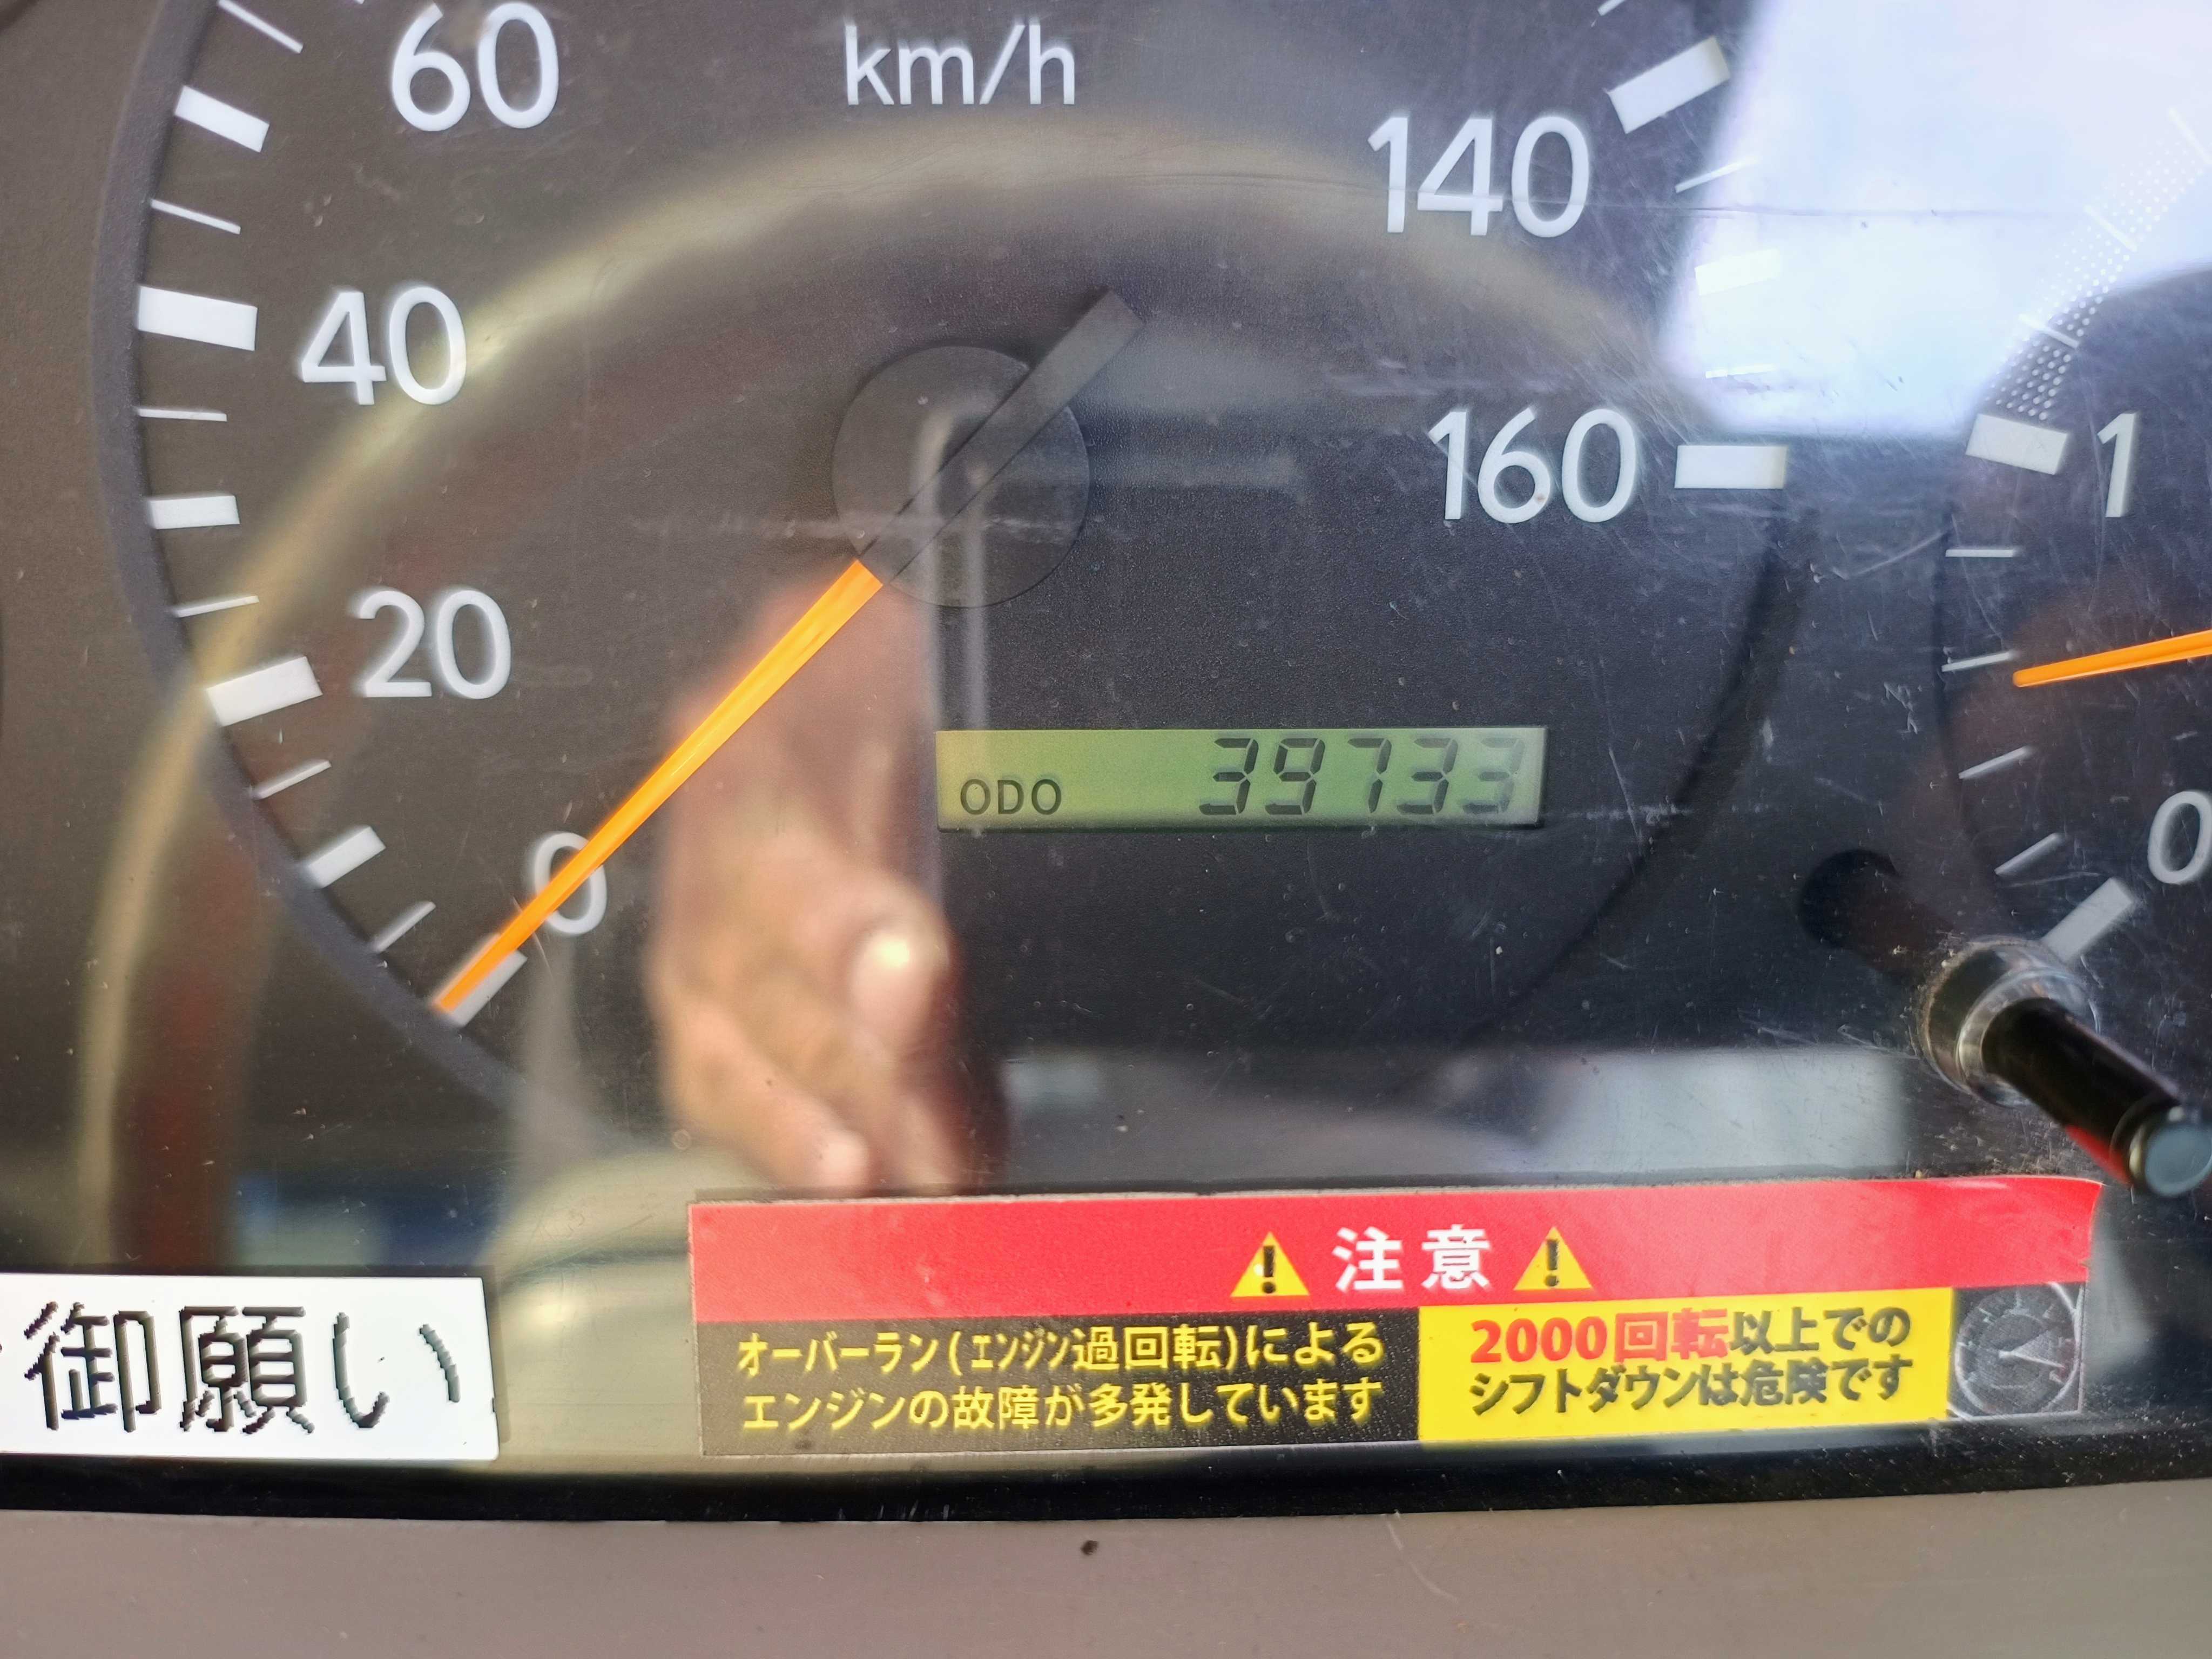 60
km/h
140
40
160
1
20
ODO 39733
0
0
注意
オーバーラン(エンジン過回転)による
エンジンの故障が多発しています
2000回転以上での
シフトダウンは危険です
御願い